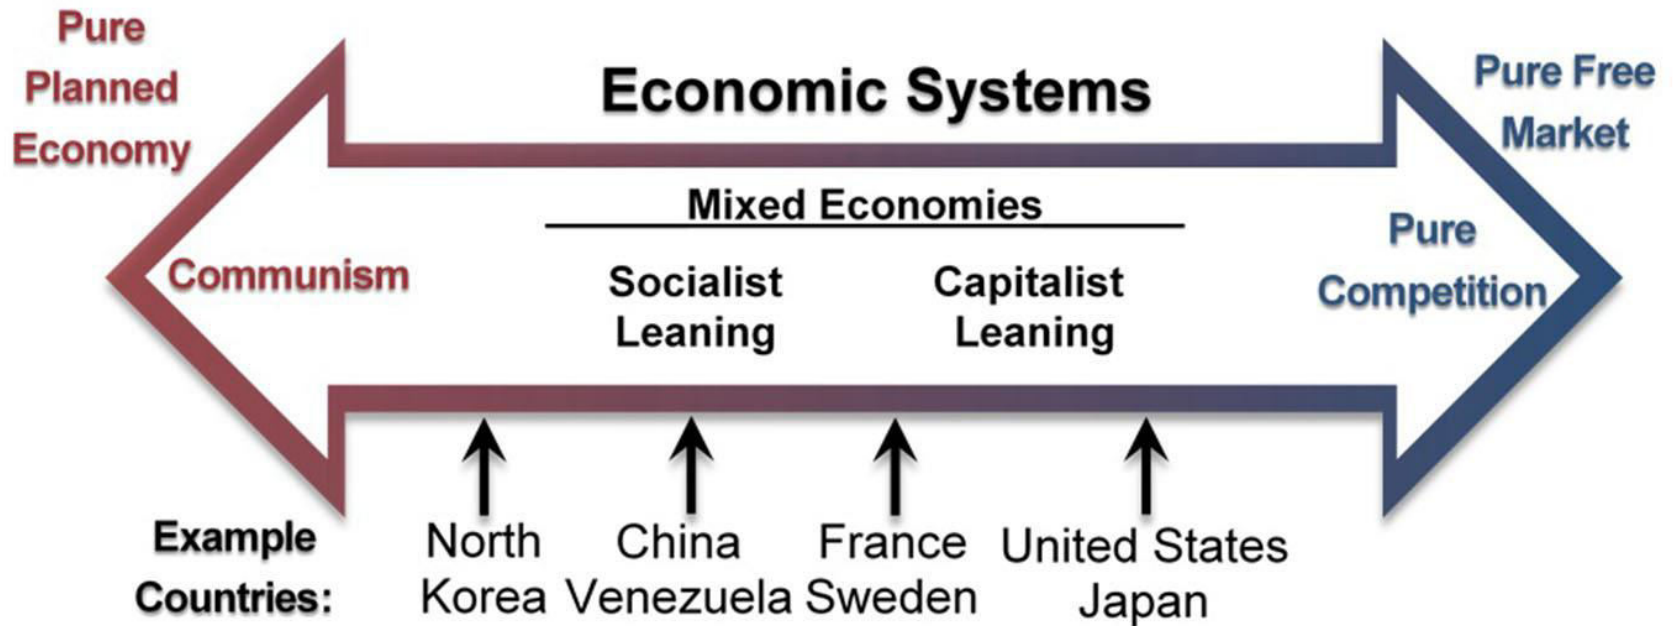 Pure
Planned
Economy
Economic Systems
Pure Free
Market
Mixed Economies
Communism
Socialist
Leaning
Capitalist
Leaning
Pure
Competition
Example
Countries:
North
Korea
China
Venezuela
France
Sweden
United States
Japan